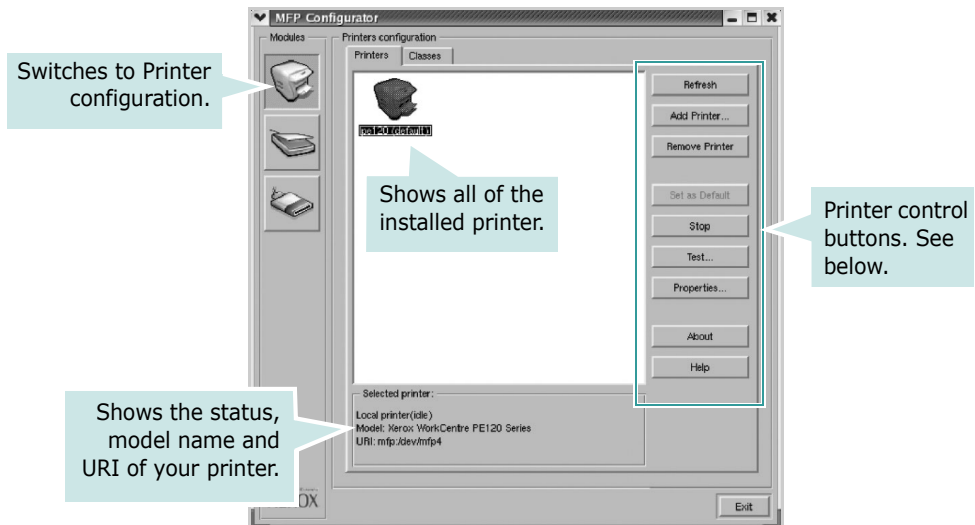 MFP Configurator
Modules
Printers configuration
Printers
Classes
Switches to Printer
configuration.
pe120 (default)
Shows all of the
installed printer.
Refresh
Add Printer...
Remove Printer
Set as Default
Stop
Test...
Properties...
About
Help
Printer control
buttons. See
below.
Selected printer:
Local printer(idle)
Model: Xerox WorkCentre PE120 Series
URI: mfp:/dev/mfp4
Shows the status,
model name and
URI of your printer.
OX
Exit